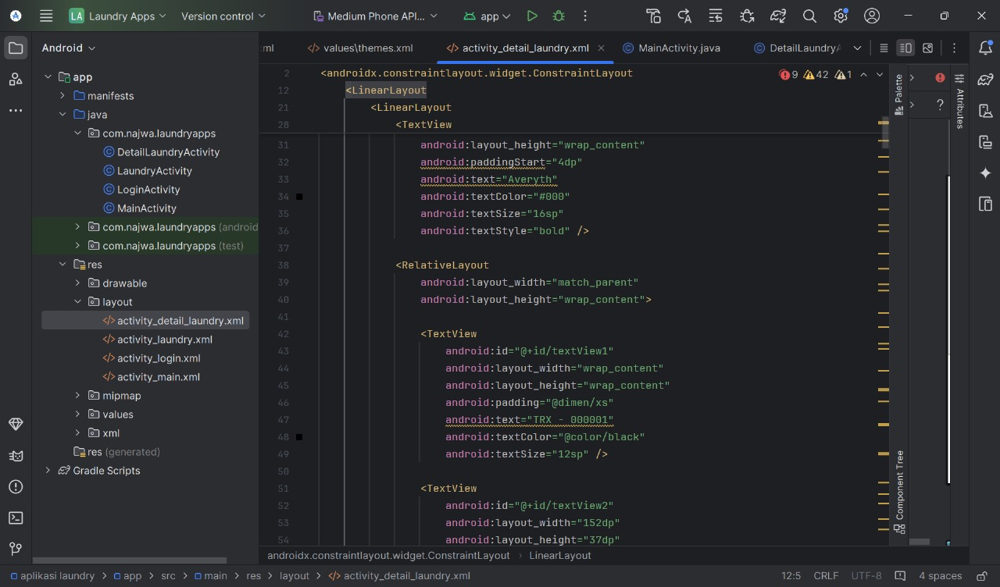 LA Laundry Apps Version control Medium Phone API... app
Android
ml values\themes.xml activity_detail_laundry.xml MainActivity.java DetailLaundryA
app
manifests
java
com.najwa.laundryapps
DetailLaundryActivity
LaundryActivity
LoginActivity
MainActivity
com.najwa.laundryapps (android
com.najwa.laundryapps (test)
res
drawable
layout
activity_detail_laundry.xml
activity_laundry.xml
activity_login.xml
activity_main.xml
mipmap
values
xml
res (generated)
Gradle Scripts
2 <androidx.constraintlayout.widget.ConstraintLayout
9 42 1
12 <LinearLayout
21 <LinearLayout
28 <TextView
31 android:layout_height="wrap_content"
32 android:paddingStart="4dp"
33 android:text="Averyth"
34 android:textColor="#000"
35 android:textSize="16sp"
36 android:textStyle="bold" />
37
38 <RelativeLayout
39 android:layout_width="match_parent"
40 android:layout_height="wrap_content">
41
42 <TextView
43 android:id="@+id/textView1"
44 android:layout_width="wrap_content"
45 android:layout_height="wrap_content"
46 android:padding="@dimen/xs"
47 android:text="TRX - 000001"
48 android:textColor="@color/black"
49 android:textSize="12sp" />
50
51 <TextView
52 android:id="@+id/textView2"
53 android:layout_width="152dp"
54 android:layout_height="37dp"
Palette
Component Tree
?
Attributes
androidx.constraintlayout.widget.ConstraintLayout › LinearLayout
aplikasi laundry > app > src > main > res > layout > activity_detail_laundry.xml
12:5 CRLF UTF-8 4 spaces